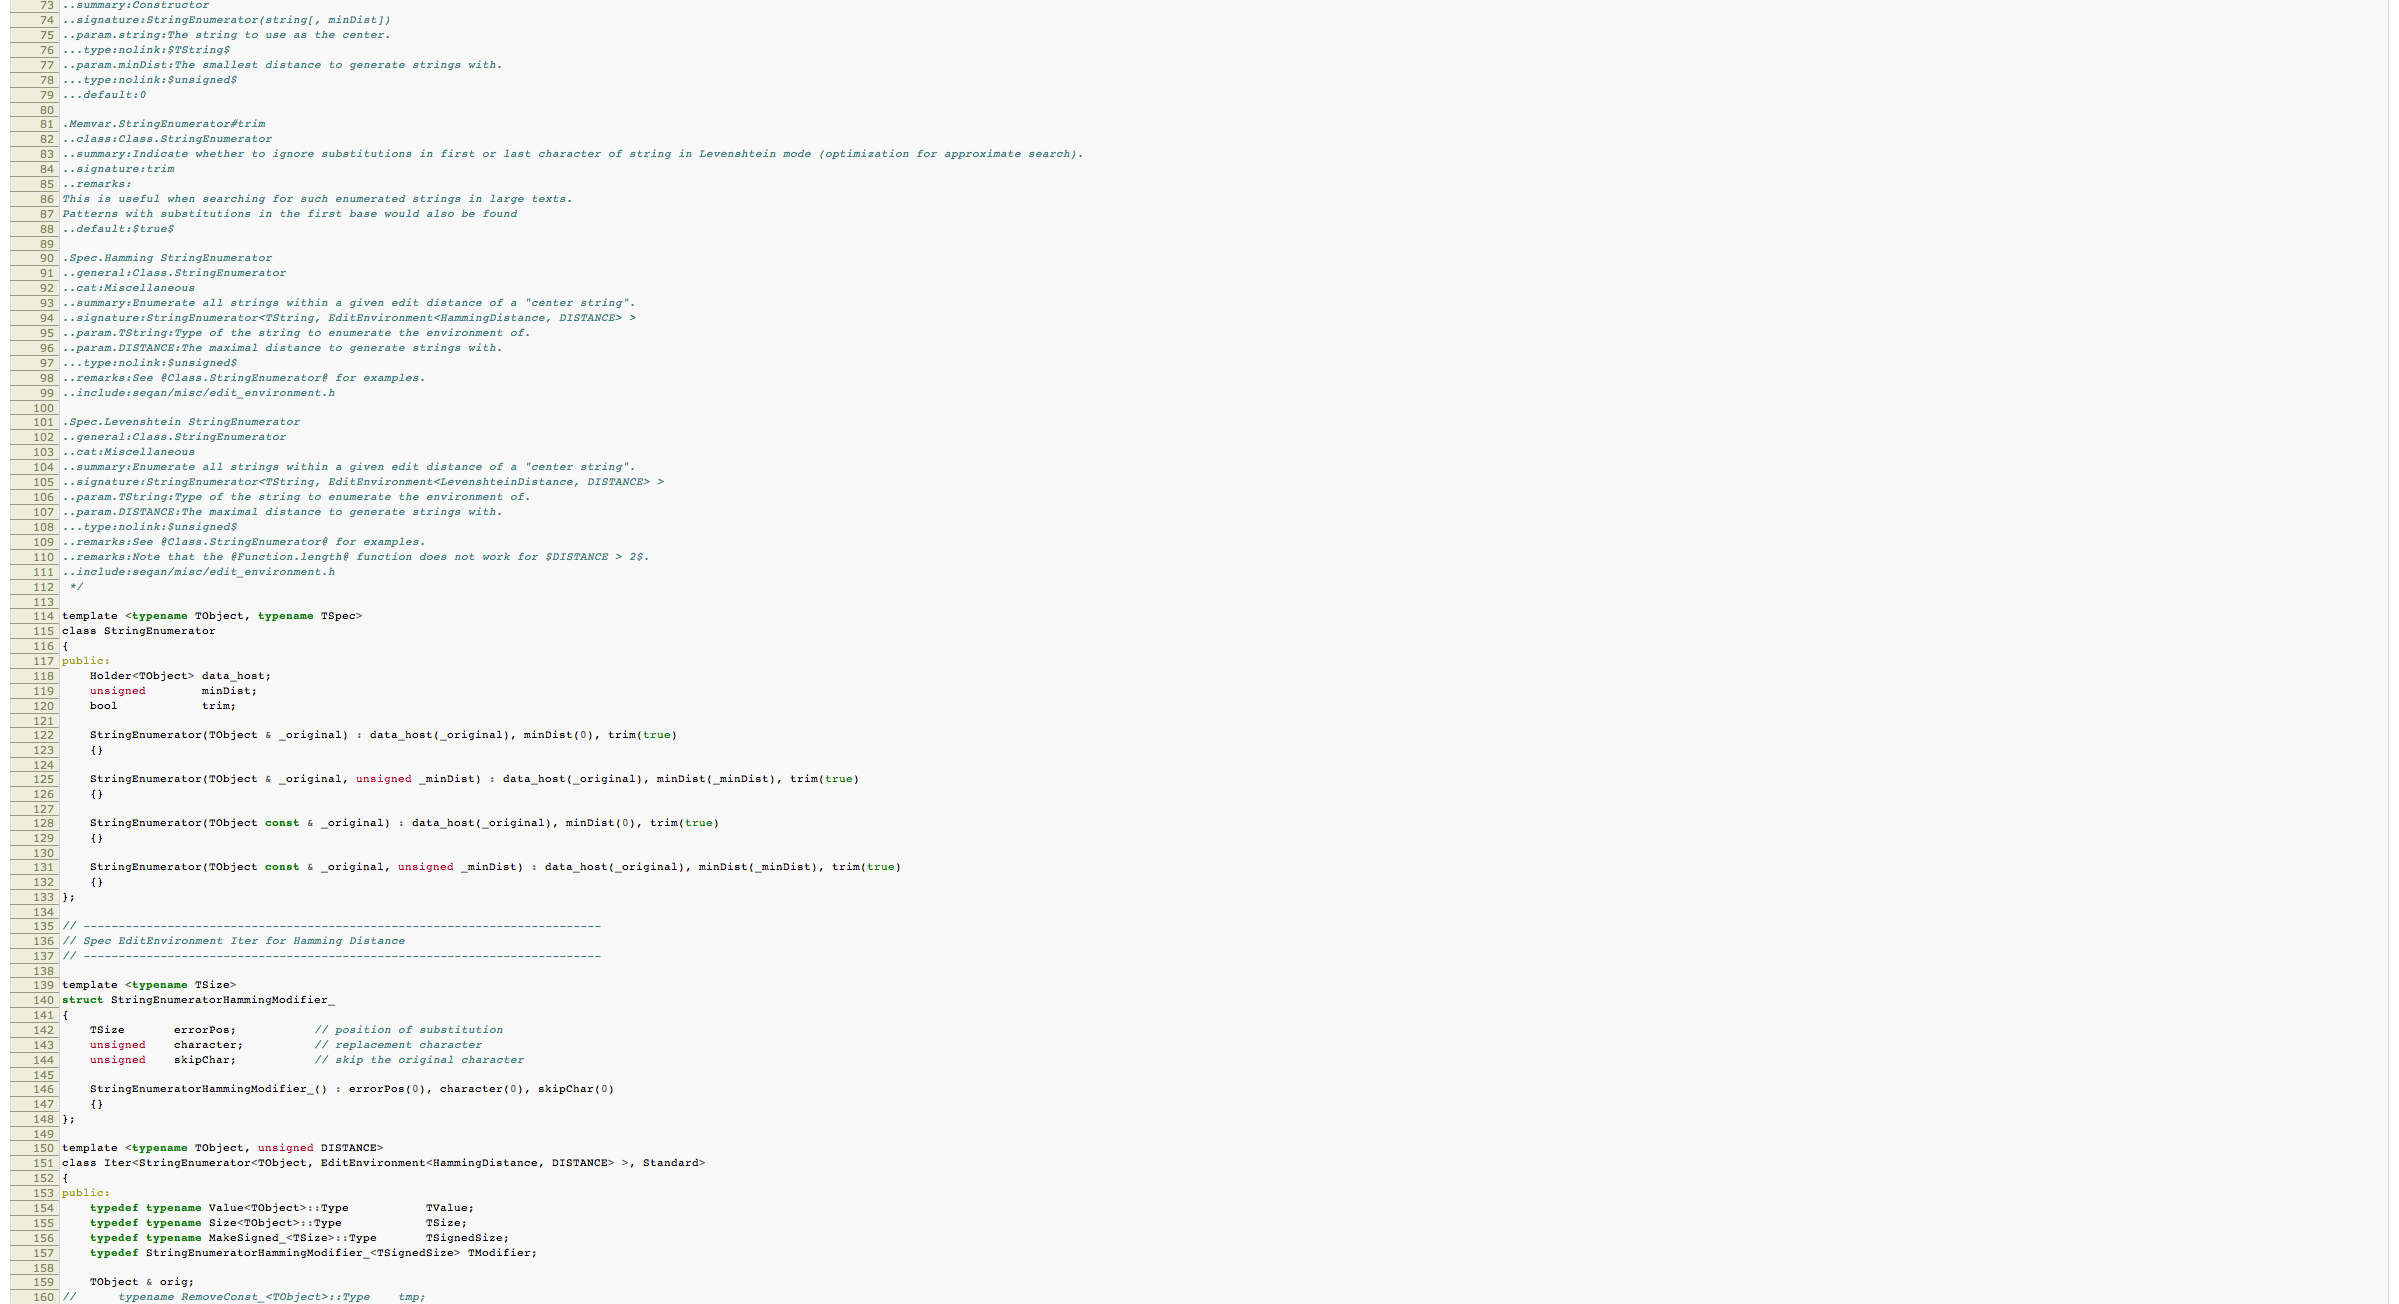 73 ..summary:Constructor
74 ..signature:StringEnumerator(string[, minDist])
75 ..param.string:The string to use as the center.
76 ...type:nolink:$TString$
77 ..param.minDist:The smallest distance to generate strings with.
78 ...type:nolink:$unsigned$
79 ...default:0
80
81 .Memvar.StringEnumerator#trim
82 ..class:Class.StringEnumerator
83 ..summary:Indicate whether to ignore substitutions in first or last character of string in Levenshtein mode (optimization for approximate search).
84 ..signature:trim
85 ..remarks:
86 This is useful when searching for such enumerated strings in large texts.
87 Patterns with substitutions in the first base would also be found
88 ..default:$true$
89
90 .Spec.Hamming StringEnumerator
91 ..general:Class.StringEnumerator
92 ..cat:Miscellaneous
93 ..summary:Enumerate all strings within a given edit distance of a "center string".
94 ..signature:StringEnumerator<TString, EditEnvironment<HammingDistance, DISTANCE> >
95 ..param.TString:Type of the string to enumerate the environment of.
96 ..param.DISTANCE:The maximal distance to generate strings with.
97 ...type:nolink:$unsigned$
98 ..remarks:See @Class.StringEnumerator@ for examples.
99 ..include:seqan/misc/edit_environment.h
100
101 .Spec.Levenshtein StringEnumerator
102 ..general:Class.StringEnumerator
103 ..cat:Miscellaneous
104 ..summary:Enumerate all strings within a given edit distance of a "center string".
105 ..signature:StringEnumerator<TString, EditEnvironment<LevenshteinDistance, DISTANCE> >
106 ..param.TString:Type of the string to enumerate the environment of.
107 ..param.DISTANCE:The maximal distance to generate strings with.
108 ...type:nolink:$unsigned$
109 ..remarks:See @Class.StringEnumerator@ for examples.
110 ..remarks:Note that the @Function.length@ function does not work for $DISTANCE > 2$.
111 ..include:seqan/misc/edit_environment.h
112  */
113
114 template <typename TObject, typename TSpec>
115 class StringEnumerator
116 {
117 public:
118     Holder<TObject> data_host;
119     unsigned        minDist;
120     bool            trim;
121
122     StringEnumerator(TObject & _original) : data_host(_original), minDist(0), trim(true)
123     {}
124
125     StringEnumerator(TObject & _original, unsigned _minDist) : data_host(_original), minDist(_minDist), trim(true)
126     {}
127
128     StringEnumerator(TObject const & _original) : data_host(_original), minDist(0), trim(true)
129     {}
130
131     StringEnumerator(TObject const & _original, unsigned _minDist) : data_host(_original), minDist(_minDist), trim(true)
132     {}
133 };
134
135 // --------------------------------------------------------------------------
136 // Spec EditEnvironment Iter for Hamming Distance
137 // --------------------------------------------------------------------------
138
139 template <typename TSize>
140 struct StringEnumeratorHammingModifier_
141 {
142     TSize       errorPos;           // position of substitution
143     unsigned    character;          // replacement character
144     unsigned    skipChar;           // skip the original character
145
146     StringEnumeratorHammingModifier_() : errorPos(0), character(0), skipChar(0)
147     {}
148 };
149
150 template <typename TObject, unsigned DISTANCE>
151 class Iter<StringEnumerator<TObject, EditEnvironment<HammingDistance, DISTANCE> >, Standard>
152 {
153 public:
154     typedef typename Value<TObject>::Type           TValue;
155     typedef typename Size<TObject>::Type            TSize;
156     typedef typename MakeSigned_<TSize>::Type       TSignedSize;
157     typedef StringEnumeratorHammingModifier_<TSignedSize> TModifier;
158
159     TObject & orig;
160 //      typename RemoveConst_<TObject>::Type    tmp;